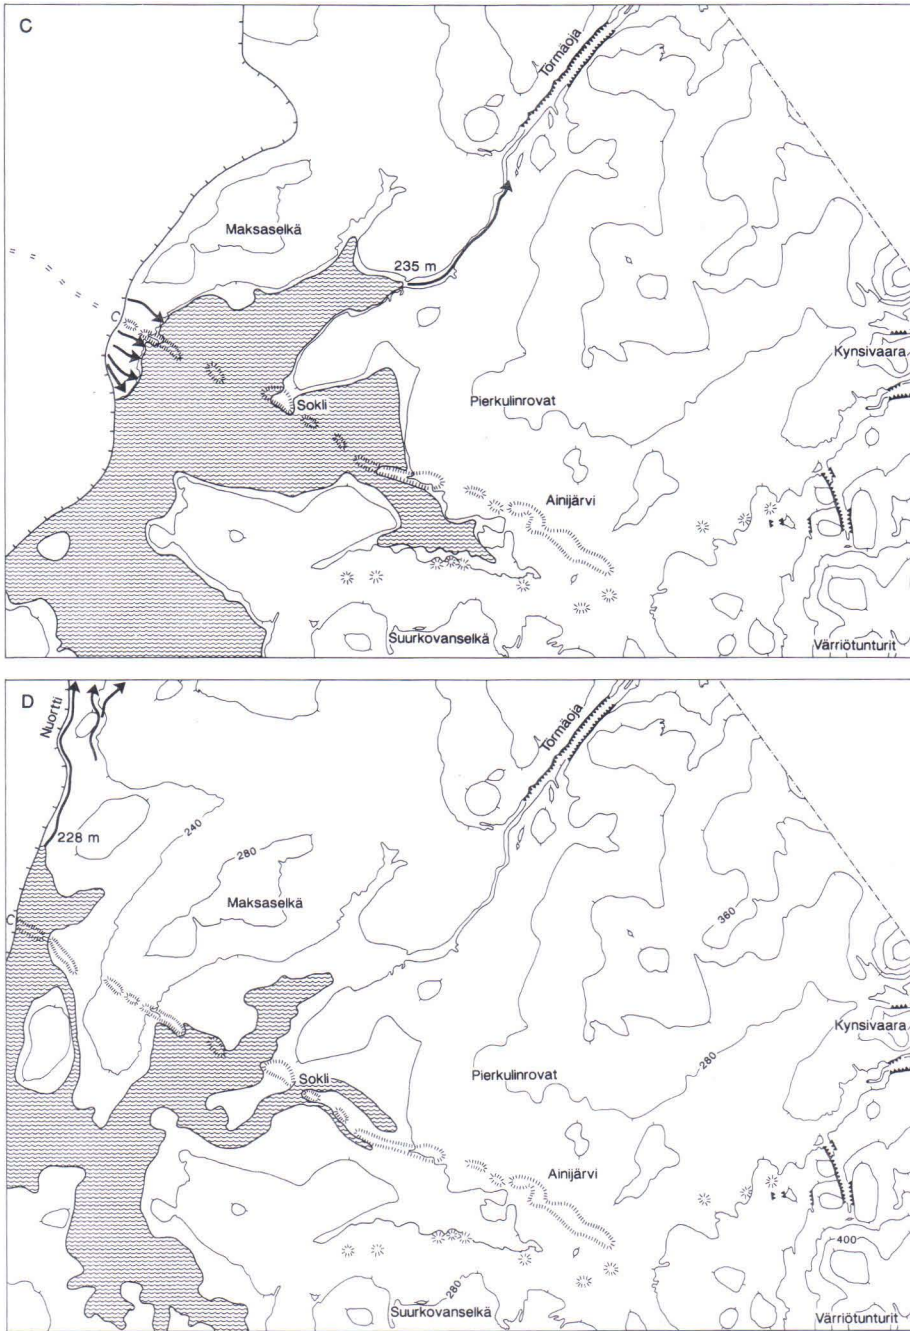 C
Törmäoja
Maksaselkä
235 m
C
Kynsivaara
Sokli
Pierkulinrovat
Ainijärvi
Suurkovanselkä
Värriötunturit
D
Nuortti
Törmäoja
240
228 m
280
Maksaselkä
360
C
Kynsivaara
Sokli
Pierkulinrovat
280
Ainijärvi
400
280
Suurkovanselkä
Värriötunturit